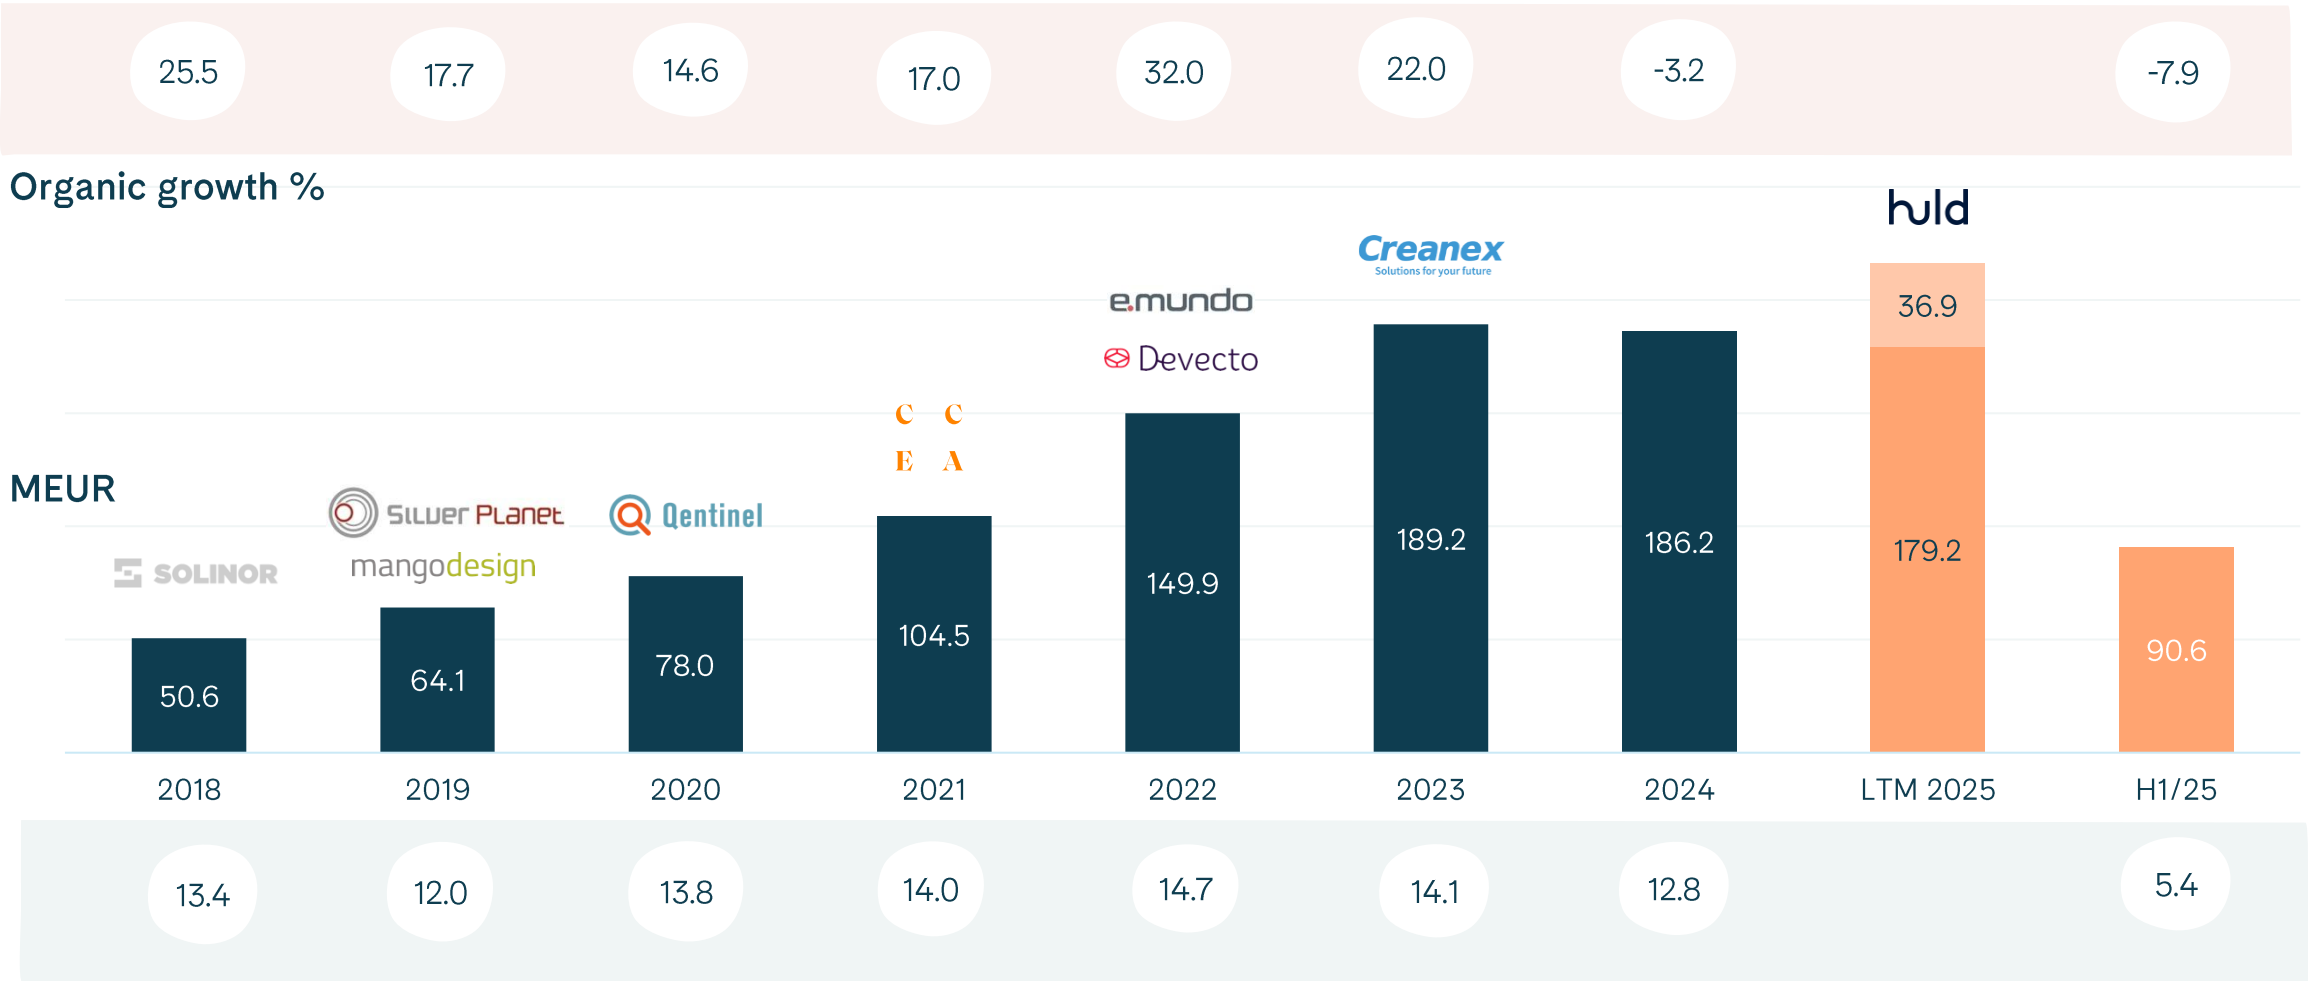 25.5 17.7 14.6 17.0 32.0 22.0 -3.2 -7.9
Organic growth %
huld
Creanex
Solutions for your future
36.9
e.mundo
Devecto
C C
E A
MEUR
SILVER PLANET
Qentinel
mangodesign
SOLINOR
50.6 64.1 78.0 104.5 149.9 189.2 186.2 179.2 90.6
2018 2019 2020 2021 2022 2023 2024 LTM 2025 H1/25
13.4 12.0 13.8 14.0 14.7 14.1 12.8 5.4